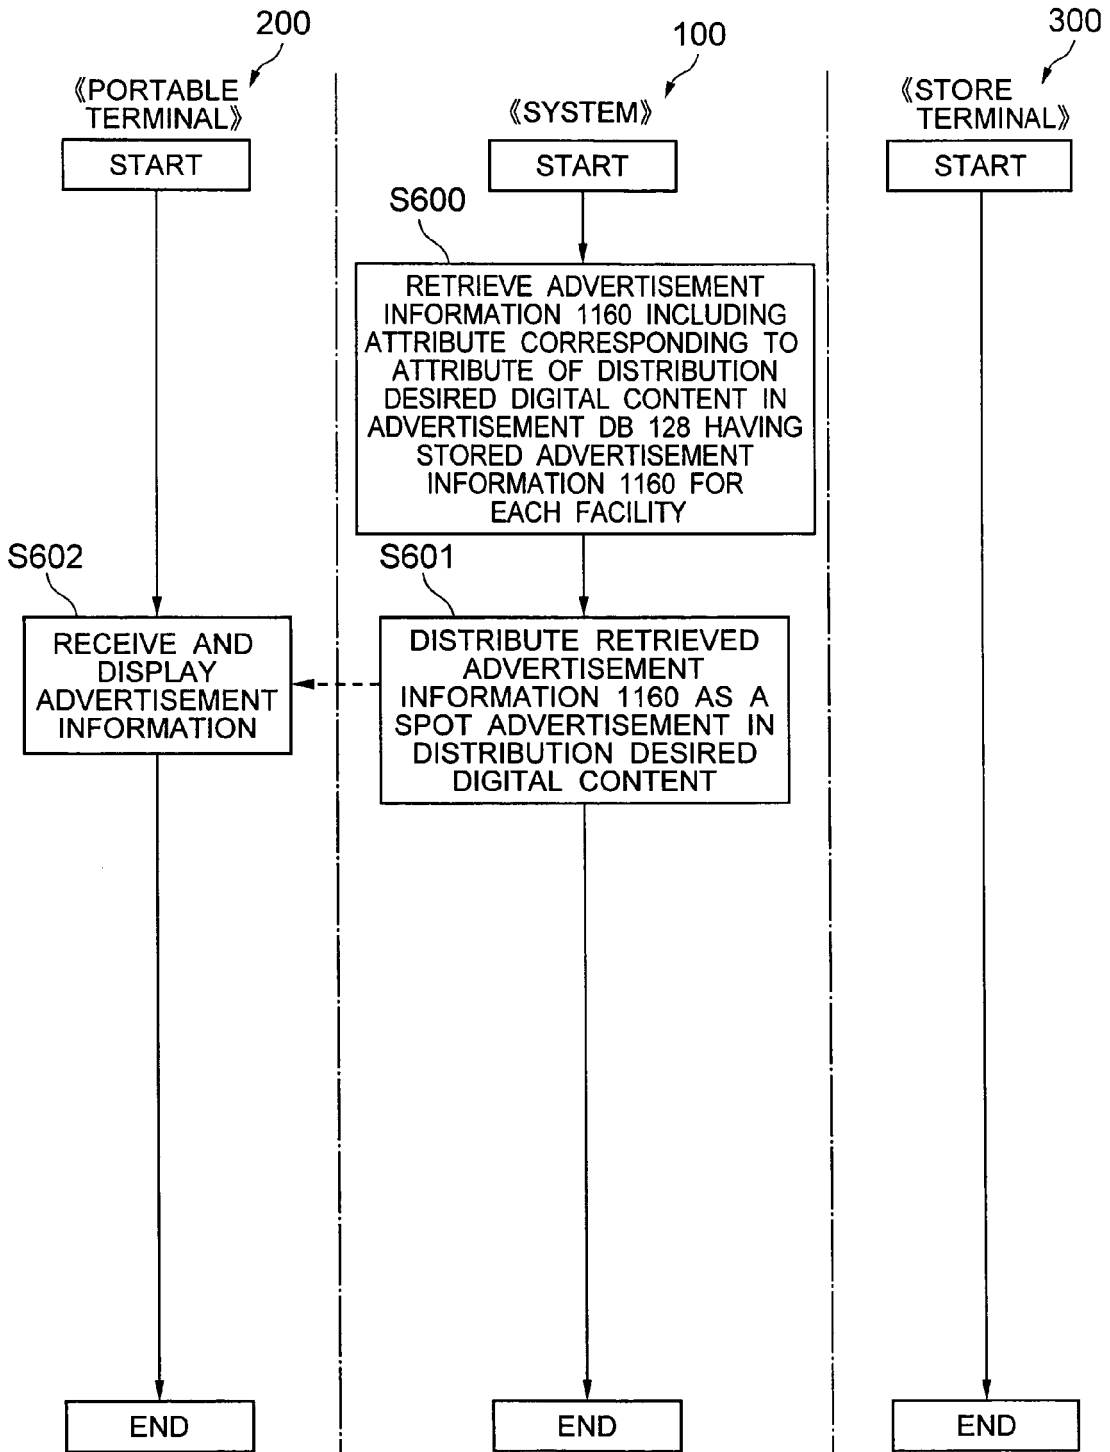 200
100
300
《PORTABLE
TERMINAL》
《SYSTEM》
《STORE
TERMINAL》
START
START
START
S600
RETRIEVE ADVERTISEMENT
INFORMATION 1160 INCLUDING
ATTRIBUTE CORRESPONDING TO
ATTRIBUTE OF DISTRIBUTION
DESIRED DIGITAL CONTENT IN
ADVERTISEMENT DB 128 HAVING
STORED ADVERTISEMENT
INFORMATION 1160 FOR
EACH FACILITY
S602
S601
RECEIVE AND
DISPLAY
ADVERTISEMENT
INFORMATION
DISTRIBUTE RETRIEVED
ADVERTISEMENT
INFORMATION 1160 AS A
SPOT ADVERTISEMENT IN
DISTRIBUTION DESIRED
DIGITAL CONTENT
END
END
END